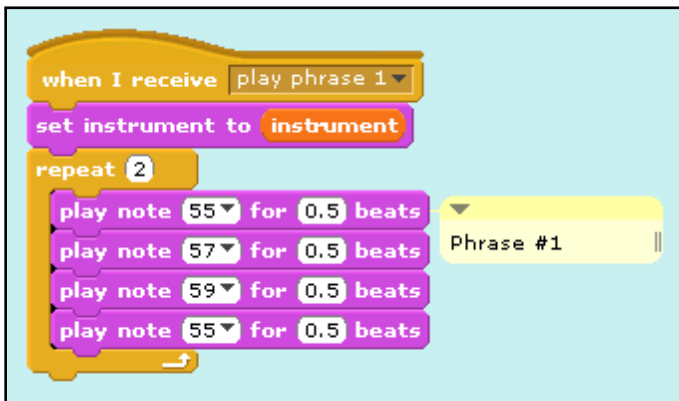 when I receive play phrase 1
set instrument to instrument
repeat 2
play note 55 for 0.5 beats
Phrase #1
play note 57 for 0.5 beats
play note 59 for 0.5 beats
play note 55 for 0.5 beats